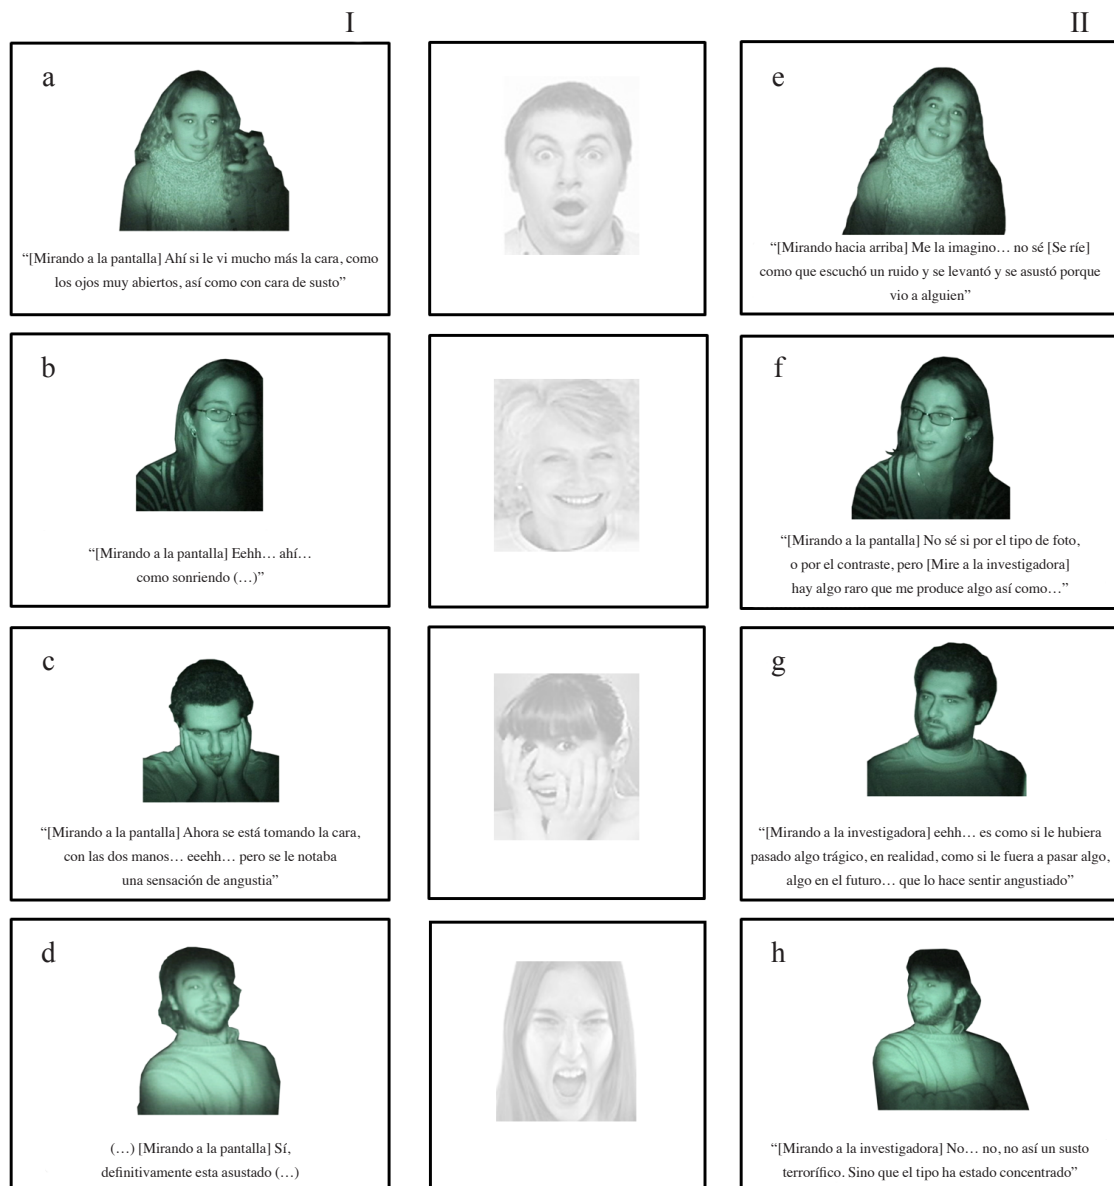 I
II
a
“[Mirando a la pantalla] Ahí si le vi mucho más la cara, como
los ojos muy abiertos, así como con cara de susto”
e
“[Mirando hacia arriba] Me la imagino… no sé [Se ríe]
como que escuchó un ruido y se levantó y se asustó porque
vio a alguien”
b
“[Mirando a la pantalla] Eehh… ahí…
como sonriendo (…)”
f
“[Mirando a la pantalla] No sé si por el tipo de foto,
o por el contraste, pero [Mire a la investigadora]
hay algo raro que me produce algo así como…”
c
“[Mirando a la pantalla] Ahora se está tomando la cara,
con las dos manos… eeehh… pero se le notaba
una sensación de angustia”
g
“[Mirando a la investigadora] eehh… es como si le hubiera
pasado algo trágico, en realidad, como si le fuera a pasar algo,
algo en el futuro… que lo hace sentir angustiado”
d
(…) [Mirando a la pantalla] Sí,
definitivamente esta asustado (…)
h
“[Mirando a la investigadora] No… no, no así un susto
terrorífico. Sino que el tipo ha estado concentrado”